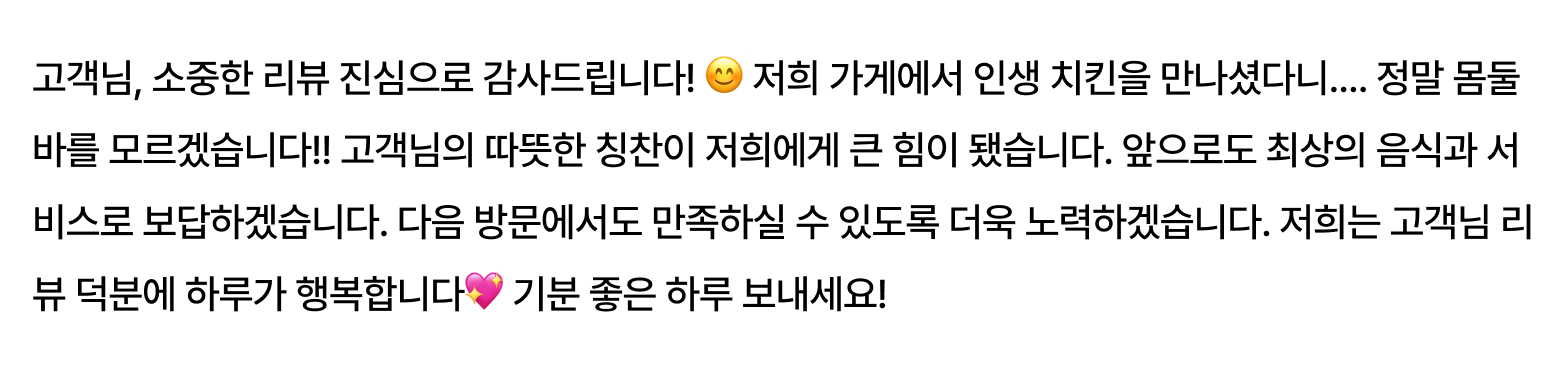 고객님, 소중한 리뷰 진심으로 감사드립니다! 😊 저희 가게에서 인생 치킨을 만나셨다니.... 정말 몸둘
바를 모르겠습니다!! 고객님의 따뜻한 칭찬이 저희에게 큰 힘이 됐습니다. 앞으로도 최상의 음식과 서
비스로 보답하겠습니다. 다음 방문에서도 만족하실 수 있도록 더욱 노력하겠습니다. 저희는 고객님 리
뷰 덕분에 하루가 행복합니다💖 기분 좋은 하루 보내세요!